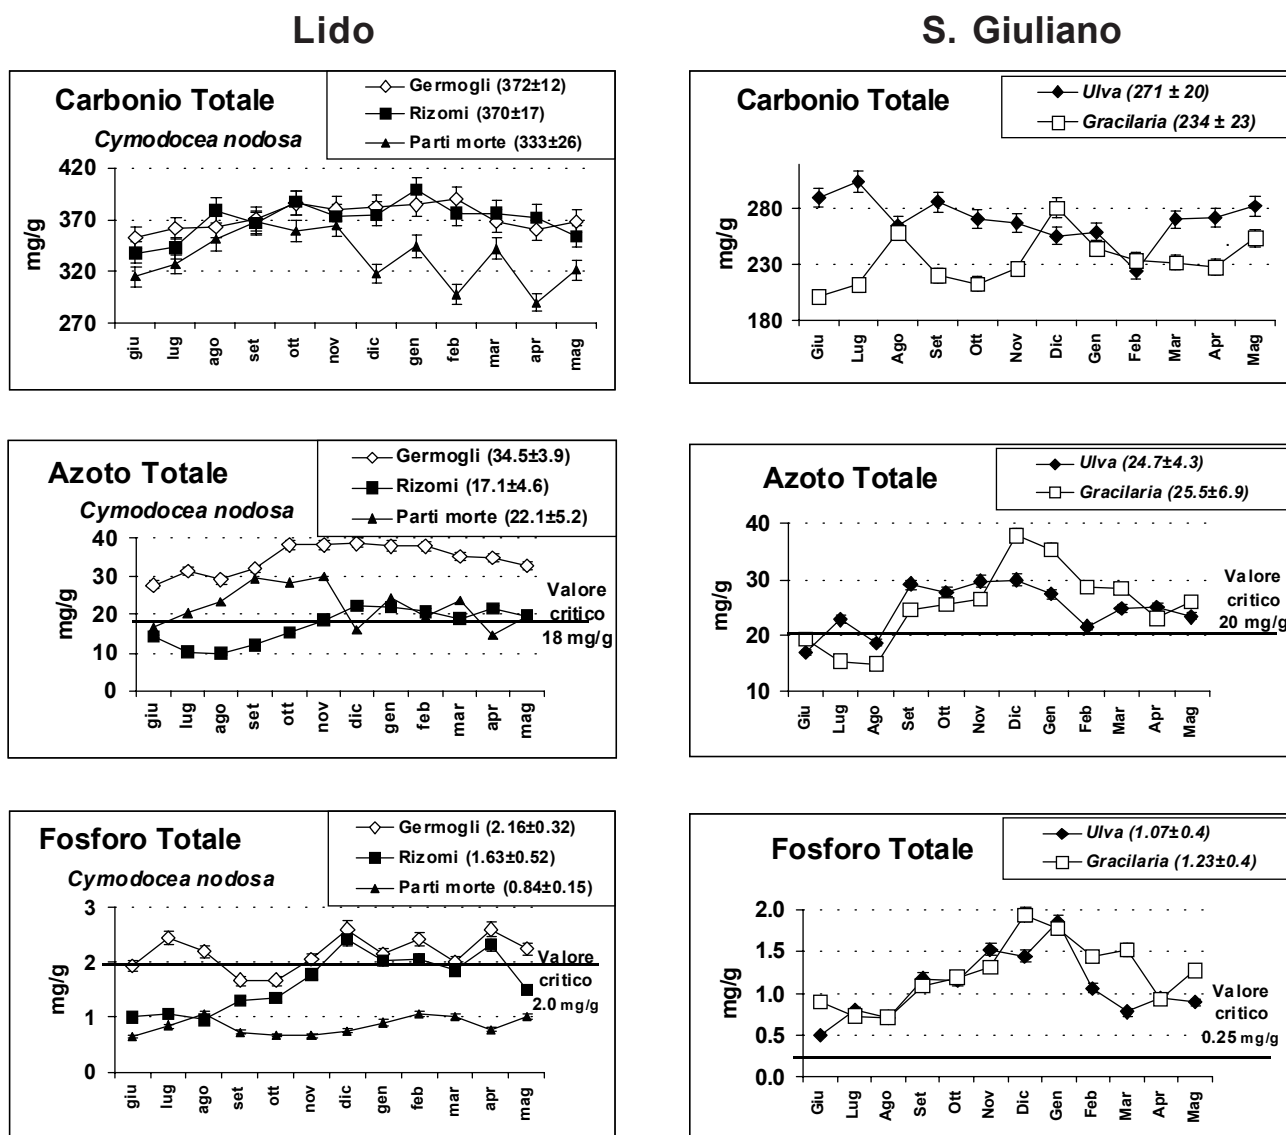 Lido
S. Giuliano
Carbonio Totale
Cymodocea nodosa
Germogli (372±12)
Rizomi (370±17)
Parti morte (333±26)
mg/g
420
370
320
270
giu
lug
ago
set
ott
nov
dic
gen
feb
mar
apr
mag
Carbonio Totale
Ulva (271 ± 20)
Gracilaria (234 ± 23)
mg/g
280
230
180
Giu
Lug
Ago
Set
Ott
Nov
Dic
Gen
Feb
Mar
Apr
Mag
Azoto Totale
Cymodocea nodosa
Germogli (34.5±3.9)
Rizomi (17.1±4.6)
Parti morte (22.1±5.2)
mg/g
40
30
20
10
0
Valore
critico
18 mg/g
giu
lug
ago
set
ott
nov
dic
gen
feb
mar
apr
mag
Azoto Totale
Ulva (24.7±4.3)
Gracilaria (25.5±6.9)
mg/g
40
30
20
10
Valore
critico
20 mg/g
Giu
Lug
Ago
Set
Ott
Nov
Dic
Gen
Feb
Mar
Apr
Mag
Fosforo Totale
Cymodocea nodosa
Germogli (2.16±0.32)
Rizomi (1.63±0.52)
Parti morte (0.84±0.15)
mg/g
3
2
1
0
Valore
critico
2.0 mg/g
giu
lug
ago
set
ott
nov
dic
gen
feb
mar
apr
mag
Fosforo Totale
Ulva (1.07±0.4)
Gracilaria (1.23±0.4)
mg/g
2.0
1.5
1.0
0.5
0.0
Valore
critico
0.25 mg/g
Giu
Lug
Ago
Set
Ott
Nov
Dic
Gen
Feb
Mar
Apr
Mag